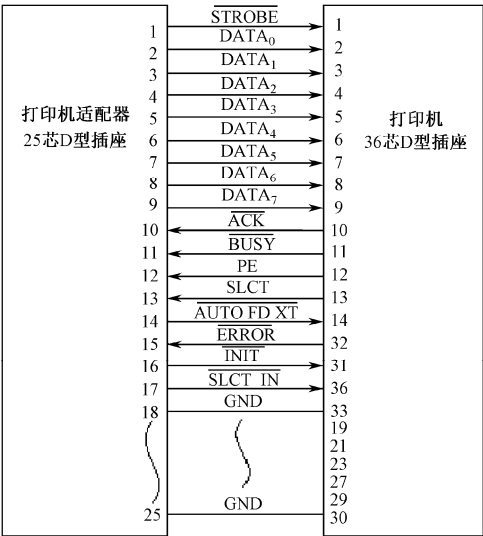 1 STROBE 1
2 DATA₀ 2
3 DATA₁ 3
4 DATA₂ 4
5 DATA₃ 5
6 DATA₄ 6
7 DATA₅ 7
8 DATA₆ 8
9 DATA₇ 9
10 ACK 10
11 BUSY 11
12 PE 12
13 SLCT 13
14 AUTO FD XT 14
15 ERROR 32
16 INIT 31
17 SLCT IN 36
18 GND 33
19
21
23
27
29
25 GND 30
打印机适配器
25芯D型插座
打印机
36芯D型插座